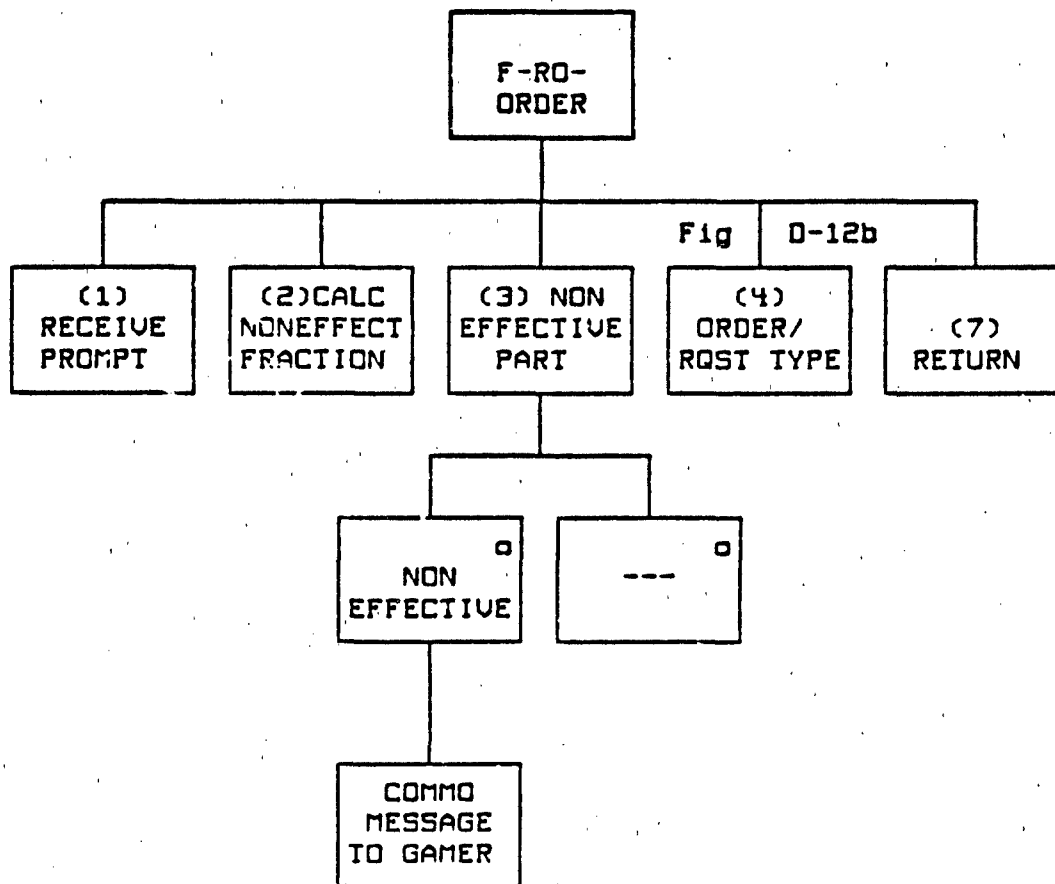 F-RO-
ORDER
Fig D-12b
(1)
RECEIVE
PROMPT
(2)CALC
NONEFFECT
FRACTION
(3) NON
EFFECTIVE
PART
(4)
ORDER/
RQST TYPE
(7)
RETURN
o
NON
EFFECTIVE
o
---
COMMO
MESSAGE
TO GAMER